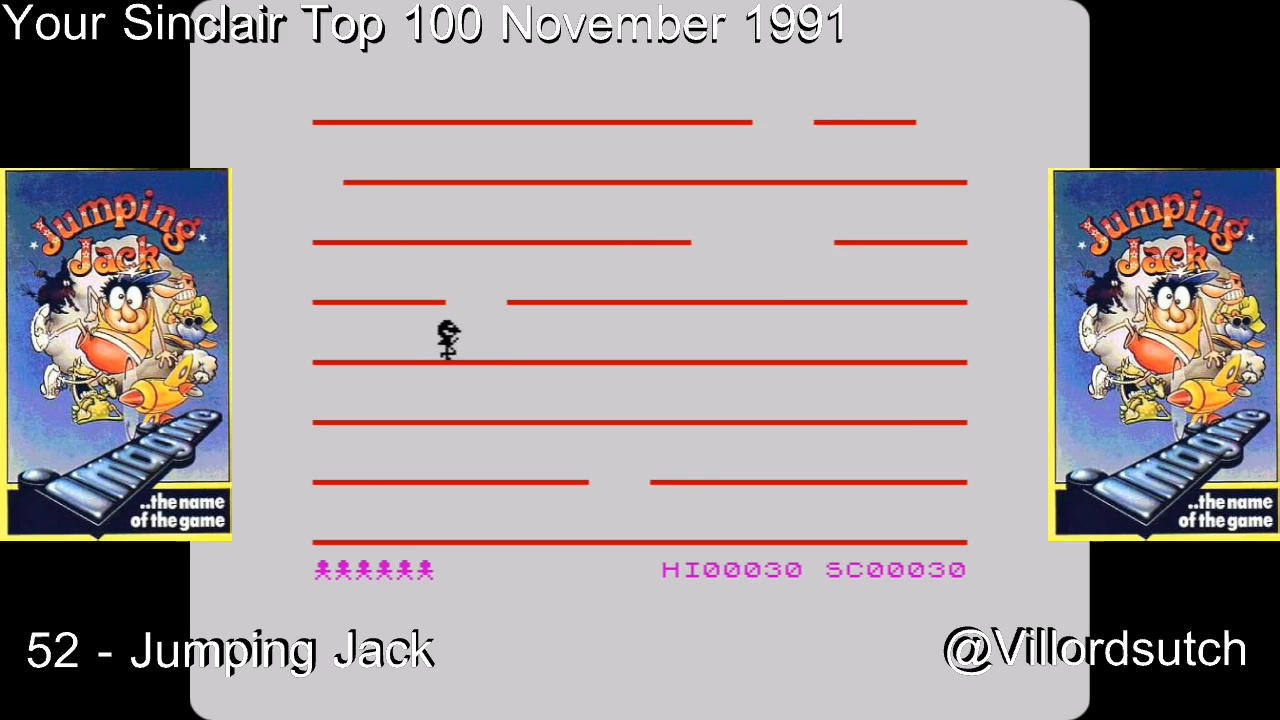 Your Sinclair Top 100 November 1991
Jumping
Jack
Imagine
..the name
of the game
Jumping
Jack
Imagine
..the name
of the game
HI00030 SC00030
52 - Jumping Jack
@Villordsutch